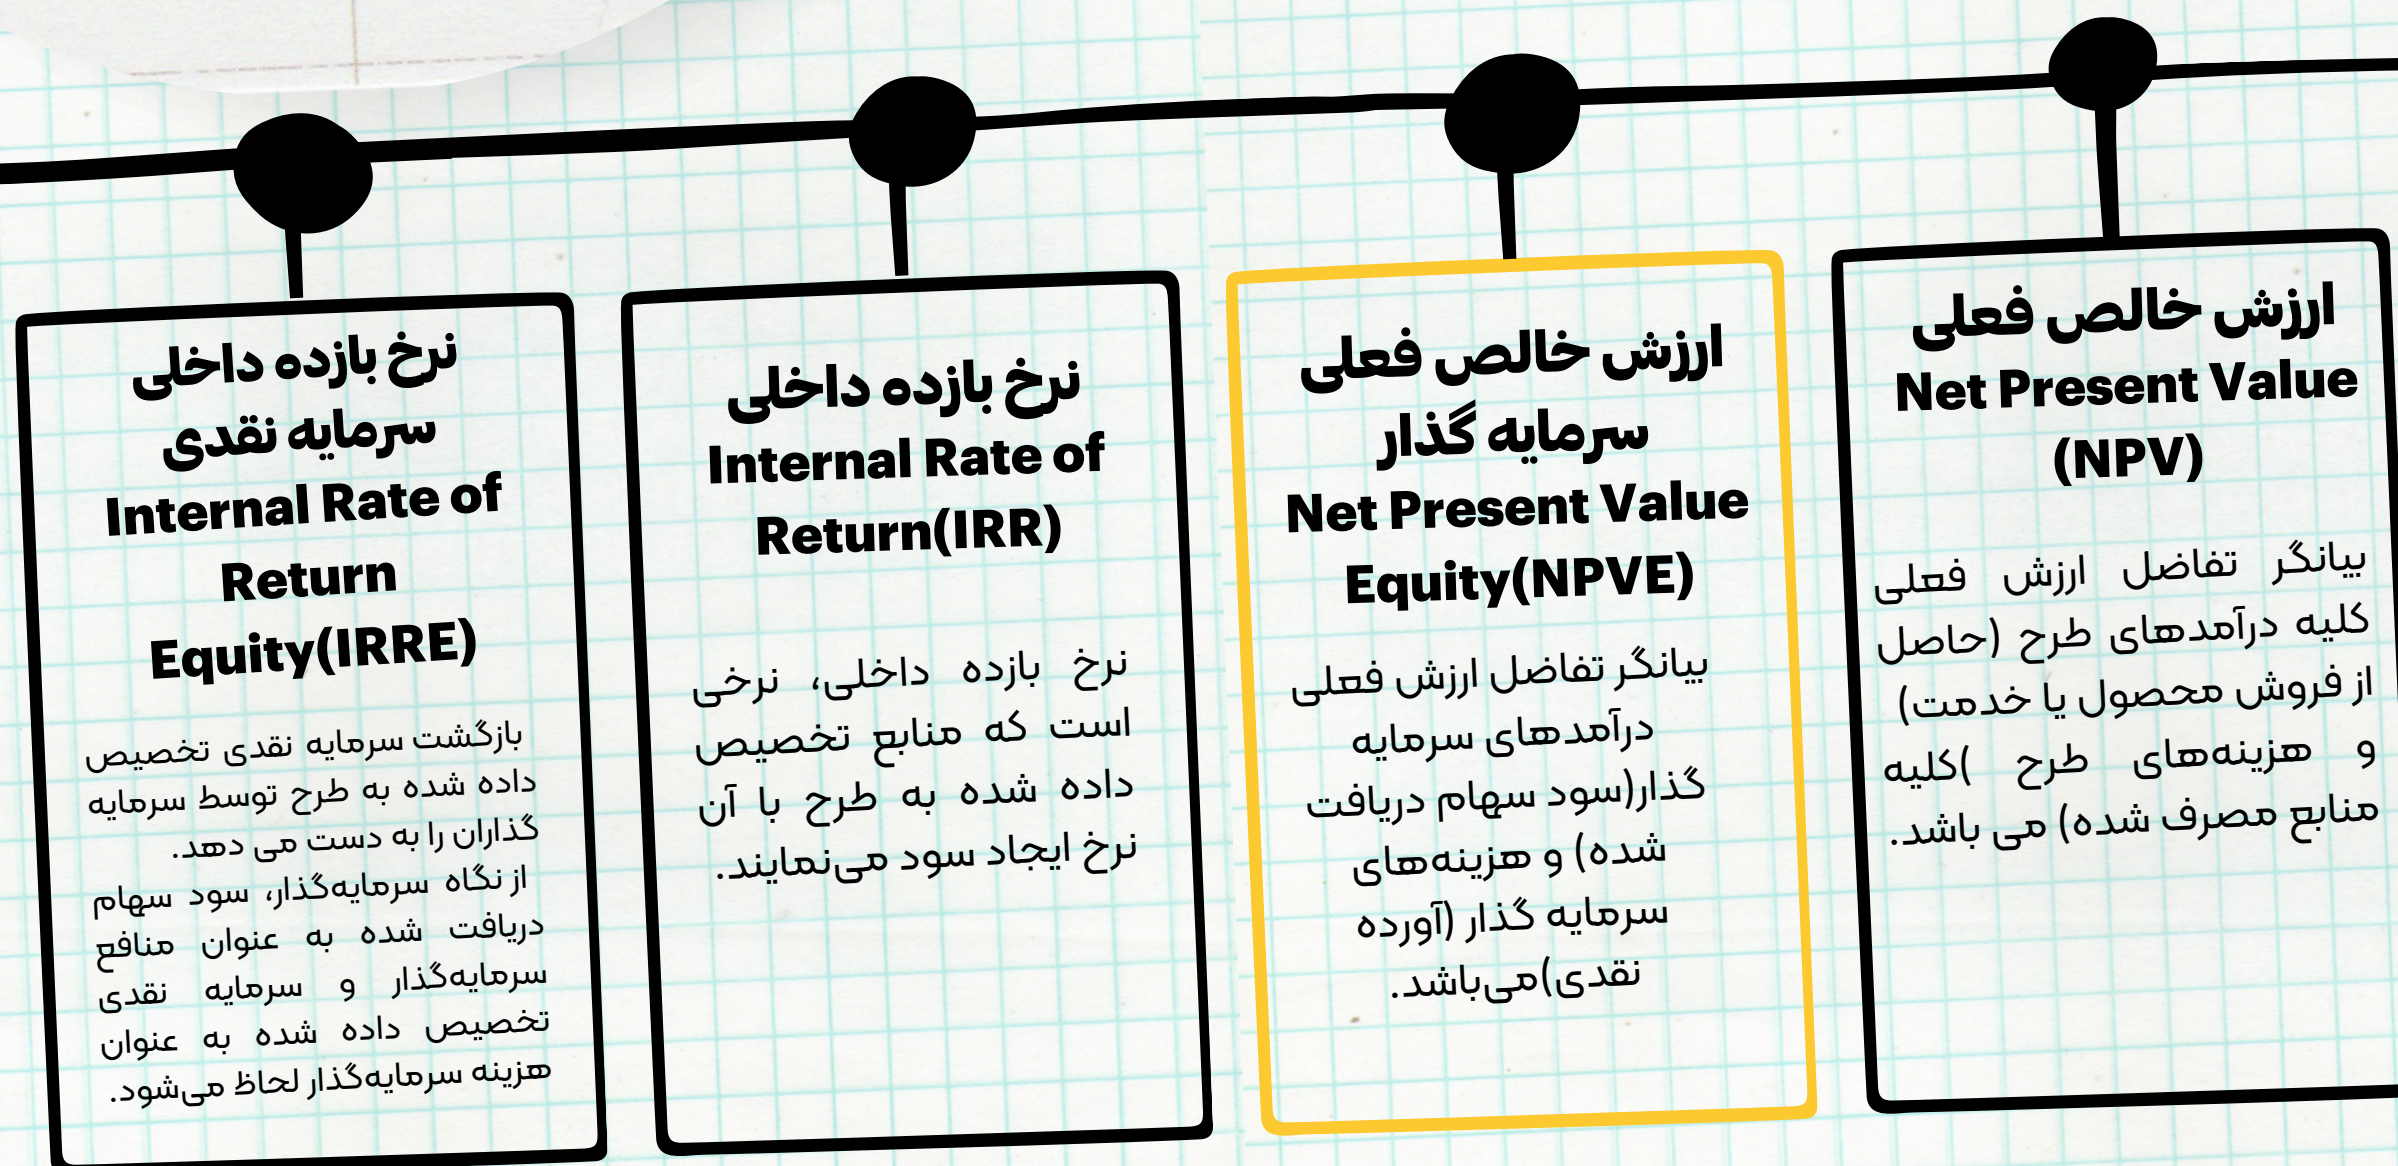 ارزش خالص فعلی
Net Present Value
(NPV)
بیانگر تفاضل ارزش فعلی
کلیه درآمدهای طرح (حاصل
از فروش محصول یا خدمت)
و هزینه‌های طرح )کلیه
منابع مصرف شده) می باشد.
ارزش خالص فعلی
سرمایه گذار
Net Present Value
Equity(NPVE)
بیانگر تفاضل ارزش فعلی
درآمدهای سرمایه
گذار(سود سهام دریافت
شده) و هزینه‌های
سرمایه گذار (آورده
نقدی)می‌باشد.
نرخ بازده داخلی
Internal Rate of
Return(IRR)
نرخ بازده داخلی، نرخی
است که منابع تخصیص
داده شده به طرح با آن
نرخ ایجاد سود می‌نمایند.
نرخ بازده داخلی
سرمایه نقدی
Internal Rate of
Return
Equity(IRRE)
بازگشت سرمایه نقدی تخصیص
داده شده به طرح توسط سرمایه
گذاران را به دست می دهد.
از نگاه سرمایه‌گذار، سود سهام
دریافت شده به عنوان منافع
سرمایه‌گذار و سرمایه نقدی
تخصیص داده شده به عنوان
هزینه سرمایه‌گذار لحاظ می‌شود.